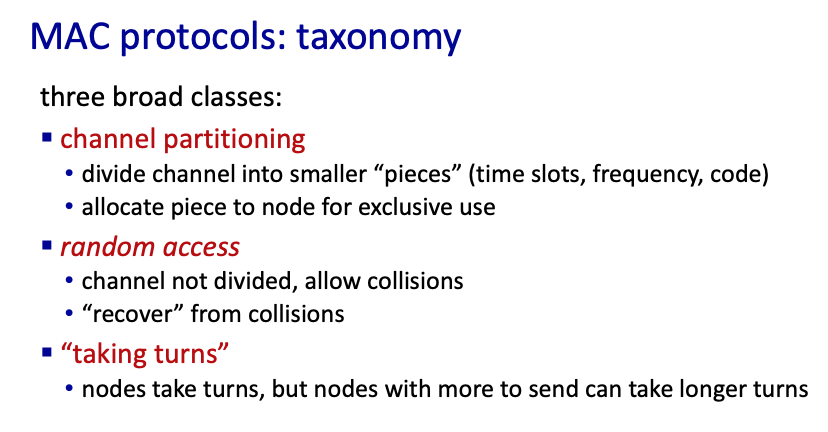 MAC protocols: taxonomy
three broad classes:
▪ channel partitioning
• divide channel into smaller “pieces” (time slots, frequency, code)
• allocate piece to node for exclusive use
▪ random access
• channel not divided, allow collisions
• “recover” from collisions
▪ “taking turns”
• nodes take turns, but nodes with more to send can take longer turns